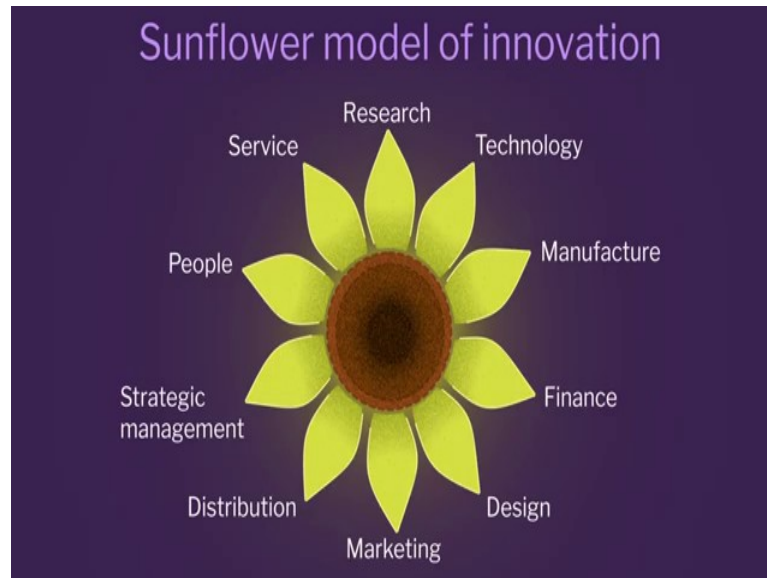 Sunflower model of innovation
Research
Service
Technology
People
Manufacture
Strategic
management
Finance
Distribution
Design
Marketing